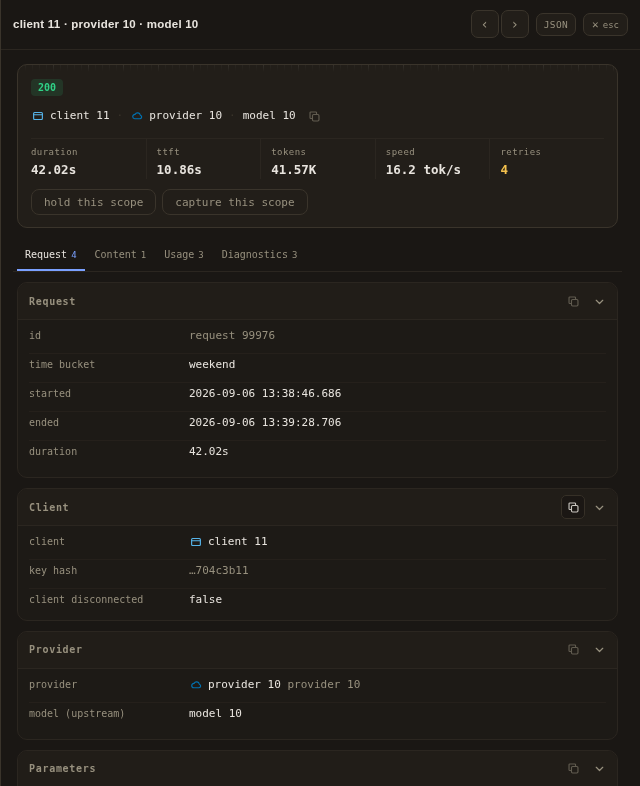 client 11 · provider 10 · model 10
‹ › JSON × esc
200
client 11 · provider 10 · model 10
duration ttft tokens speed retries
42.02s 10.86s 41.57K 16.2 tok/s 4
hold this scope capture this scope
Request 4 Content 1 Usage 3 Diagnostics 3
Request
id request 99976
time bucket weekend
started 2026-09-06 13:38:46.686
ended 2026-09-06 13:39:28.706
duration 42.02s
Client
client client 11
key hash …704c3b11
client disconnected false
Provider
provider provider 10 provider 10
model (upstream) model 10
Parameters